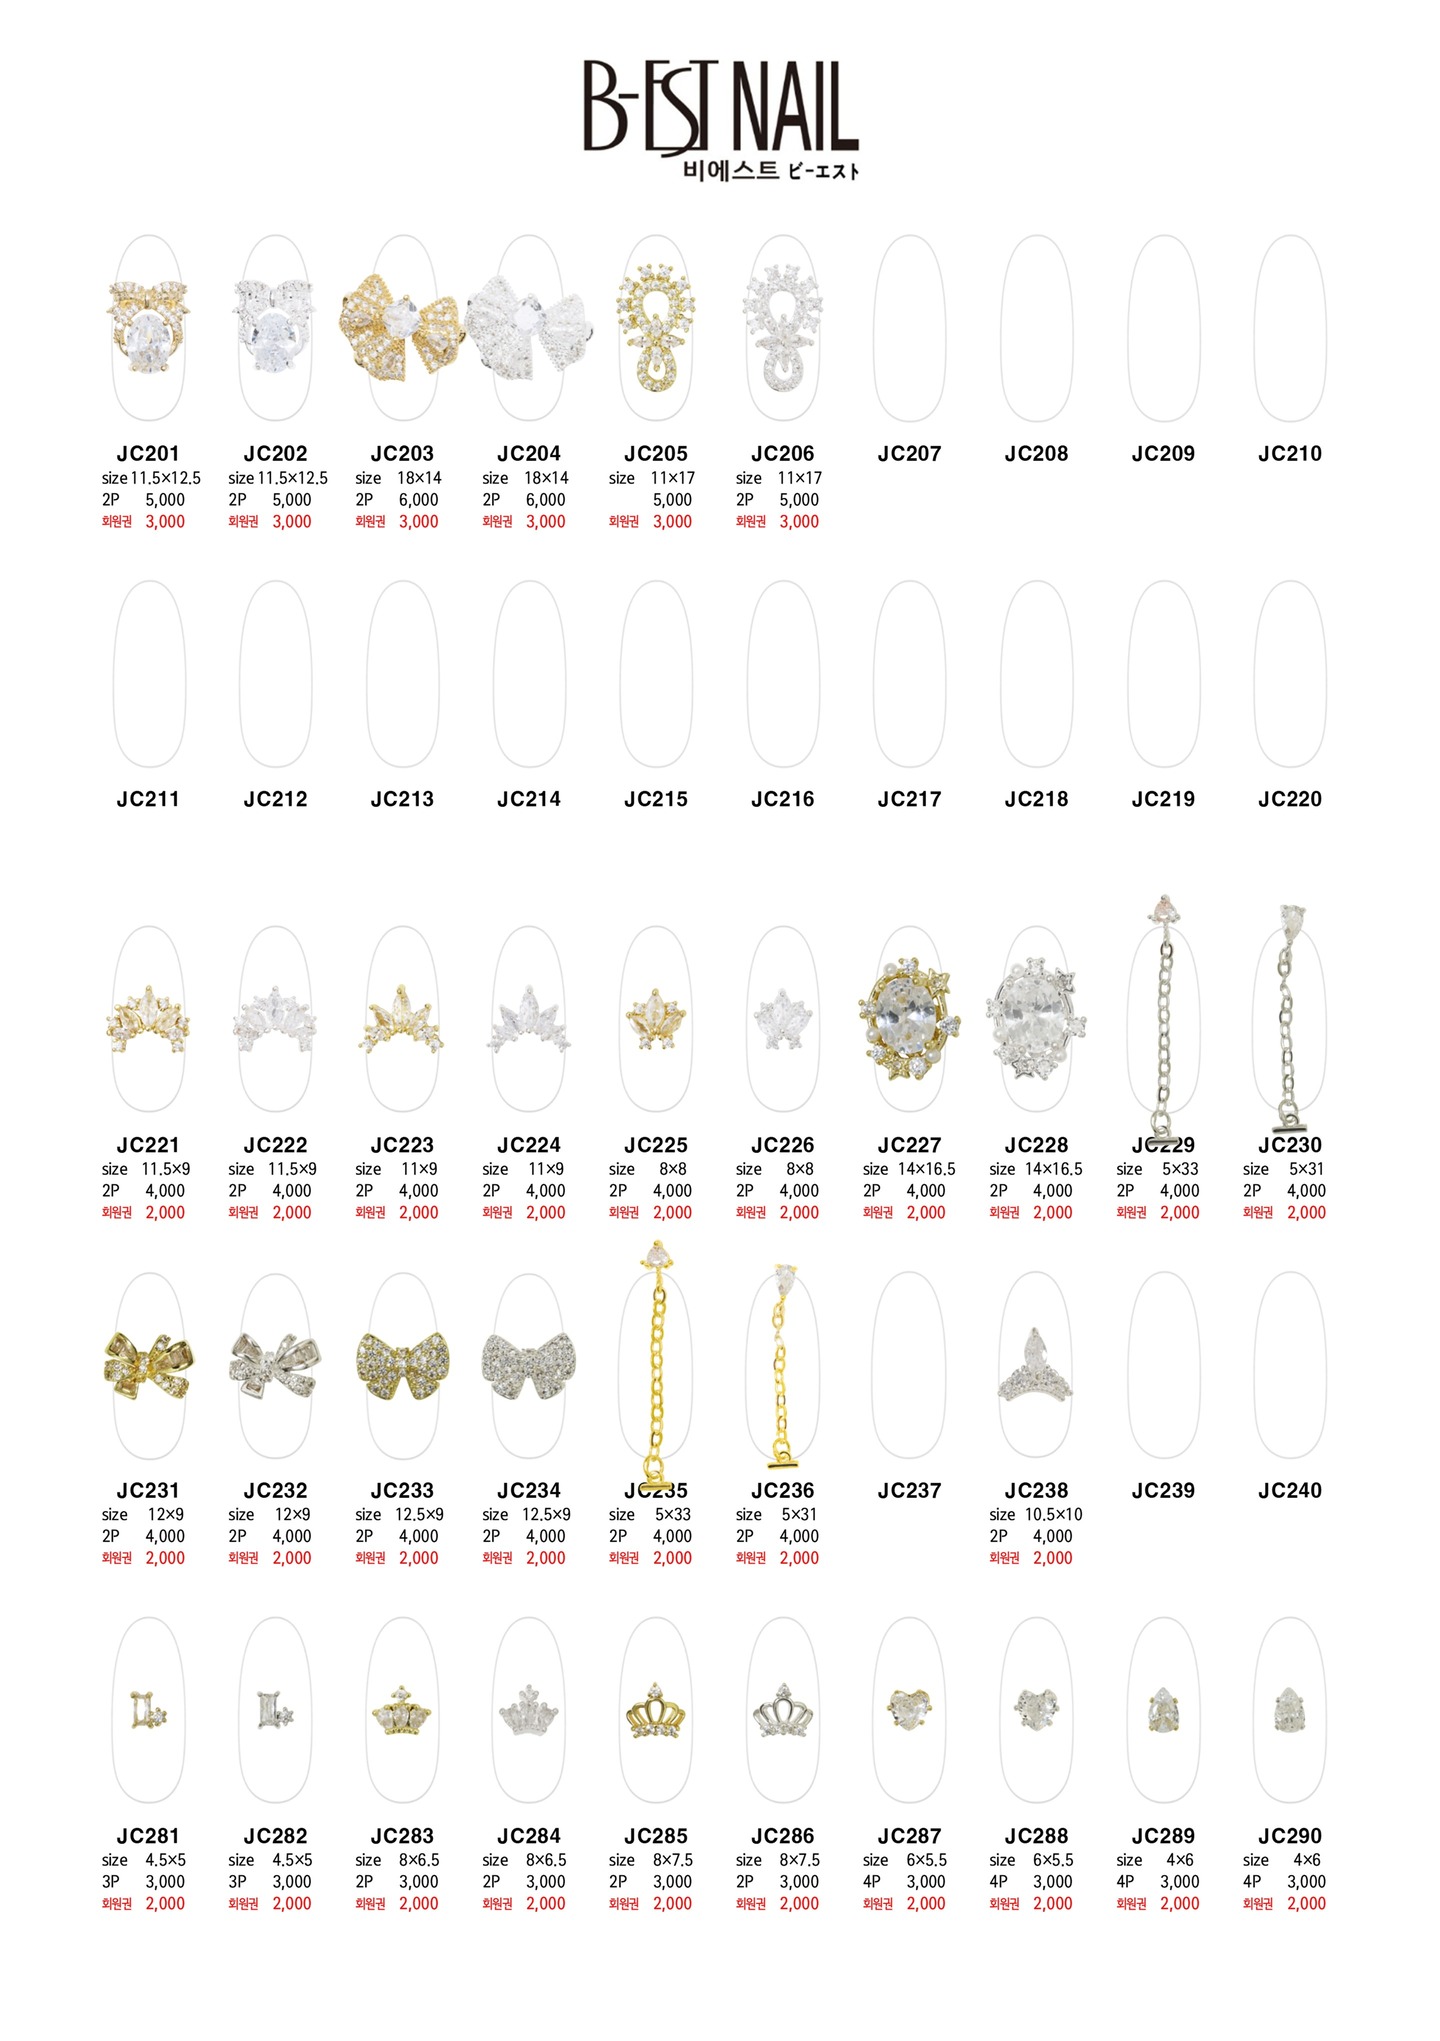 B-EST NAIL
비에스트 ビーエスト
JC201 JC202 JC203 JC204 JC205 JC206 JC207 JC208 JC209 JC210
size 11.5×12.5 size 11.5×12.5 size 18×14 size 18×14 size 11×17 size 11×17
2P 5,000 2P 5,000 2P 6,000 2P 6,000 5,000 2P 5,000
회원권 3,000 회원권 3,000 회원권 3,000 회원권 3,000 회원권 3,000 회원권 3,000
JC211 JC212 JC213 JC214 JC215 JC216 JC217 JC218 JC219 JC220
JC221 JC222 JC223 JC224 JC225 JC226 JC227 JC228 JC229 JC230
size 11.5×9 size 11.5×9 size 11×9 size 11×9 size 8×8 size 8×8 size 14×16.5 size 14×16.5 size 5×33 size 5×31
2P 4,000 2P 4,000 2P 4,000 2P 4,000 2P 4,000 2P 4,000 2P 4,000 2P 4,000 2P 4,000 2P 4,000
회원권 2,000 회원권 2,000 회원권 2,000 회원권 2,000 회원권 2,000 회원권 2,000 회원권 2,000 회원권 2,000 회원권 2,000 회원권 2,000
JC231 JC232 JC233 JC234 JC235 JC236 JC237 JC238 JC239 JC240
size 12×9 size 12×9 size 12.5×9 size 12.5×9 size 5×33 size 5×31 size 10.5×10
2P 4,000 2P 4,000 2P 4,000 2P 4,000 2P 4,000 2P 4,000 2P 4,000
회원권 2,000 회원권 2,000 회원권 2,000 회원권 2,000 회원권 2,000 회원권 2,000 회원권 2,000
JC281 JC282 JC283 JC284 JC285 JC286 JC287 JC288 JC289 JC290
size 4.5×5 size 4.5×5 size 8×6.5 size 8×6.5 size 8×7.5 size 8×7.5 size 6×5.5 size 6×5.5 size 4×6 size 4×6
3P 3,000 3P 3,000 2P 3,000 2P 3,000 2P 3,000 2P 3,000 4P 3,000 4P 3,000 4P 3,000 4P 3,000
회원권 2,000 회원권 2,000 회원권 2,000 회원권 2,000 회원권 2,000 회원권 2,000 회원권 2,000 회원권 2,000 회원권 2,000 회원권 2,000